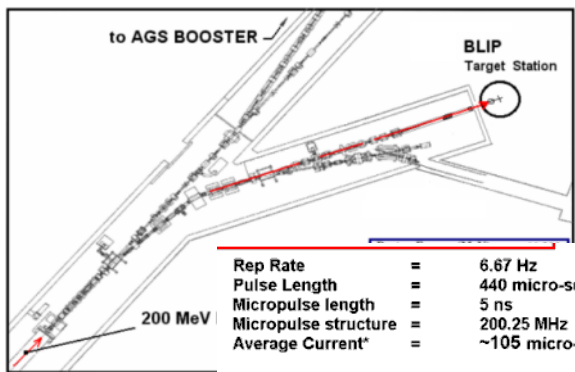 to AGS BOOSTER
BLIP
Target Station
200 MeV
Rep Rate = 6.67 Hz
Pulse Length = 440
Micropulse length = 5 ns
Micropulse structure = 200.25 MHz
Average Current* = ~105